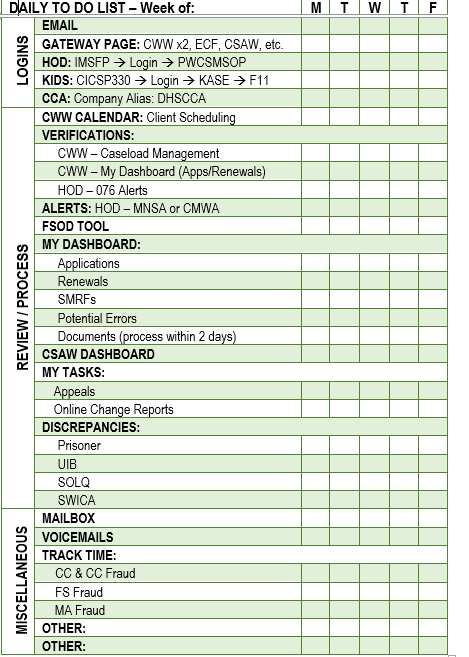 DAILY TO DO LIST – Week of: M T W T F
LOGINS
EMAIL
GATEWAY PAGE: CWW x2, ECF, CSAW, etc.
HOD: IMSFP → Login → PWCSMSOP
KIDS: CICSP330 → Login → KASE → F11
CCA: Company Alias: DHSCCA
REVIEW / PROCESS
CWW CALENDAR: Client Scheduling
VERIFICATIONS:
CWW – Caseload Management
CWW – My Dashboard (Apps/Renewals)
HOD – 076 Alerts
ALERTS: HOD – MNSA or CMWA
FSOD TOOL
MY DASHBOARD:
Applications
Renewals
SMRFs
Potential Errors
Documents (process within 2 days)
CSAW DASHBOARD
MY TASKS:
Appeals
Online Change Reports
DISCREPANCIES:
Prisoner
UIB
SOLQ
SWICA
MISCELLANEOUS
MAILBOX
VOICEMAILS
TRACK TIME:
CC & CC Fraud
FS Fraud
MA Fraud
OTHER:
OTHER: